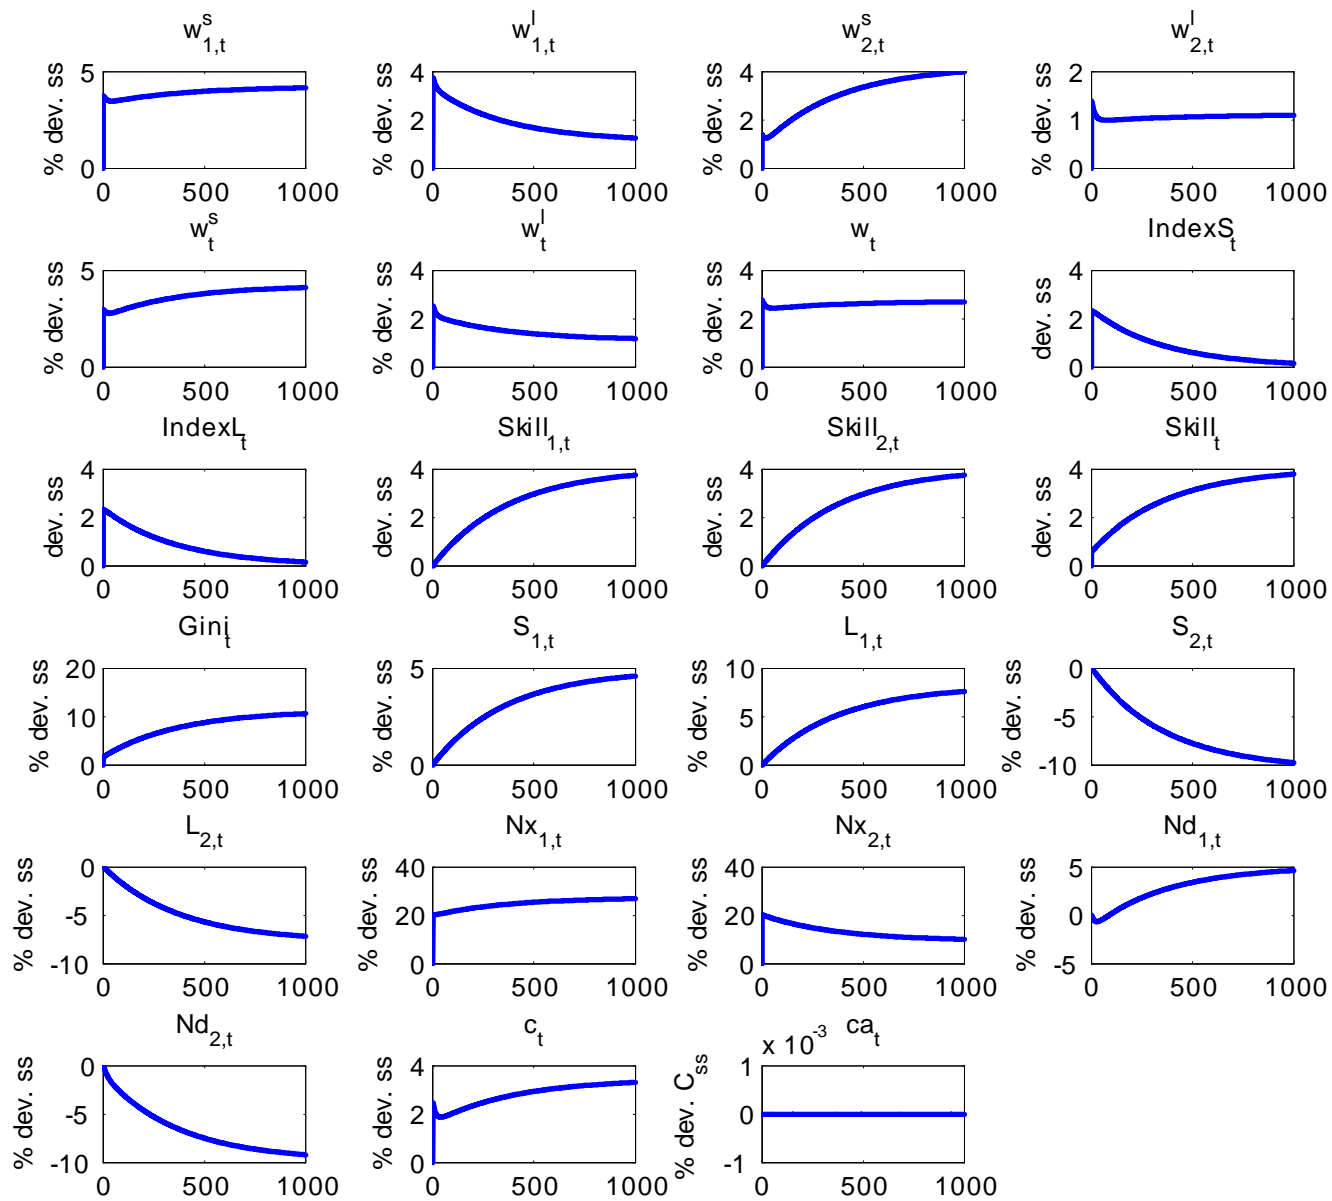 w^s_{1,t} w^l_{1,t} w^s_{2,t} w^l_{2,t}
% dev. ss 5 0 % dev. ss 4 2 0 % dev. ss 4 2 0 % dev. ss 2 1 0
0 500 1000 0 500 1000 0 500 1000 0 500 1000
w^s_t w^l_t w_t IndexS_t
% dev. ss 5 0 % dev. ss 4 2 0 % dev. ss 4 2 0 dev. ss 4 2 0
0 500 1000 0 500 1000 0 500 1000 0 500 1000
IndexL_t Skill_{1,t} Skill_{2,t} Skill_t
dev. ss 4 2 0 dev. ss 4 2 0 dev. ss 4 2 0 dev. ss 4 2 0
0 500 1000 0 500 1000 0 500 1000 0 500 1000
Gini_t S_{1,t} L_{1,t} S_{2,t}
% dev. ss 20 10 0 % dev. ss 5 0 % dev. ss 10 5 0 % dev. ss 0 -5 -10
0 500 1000 0 500 1000 0 500 1000 0 500 1000
L_{2,t} Nx_{1,t} Nx_{2,t} Nd_{1,t}
% dev. ss 0 -5 -10 % dev. ss 40 20 0 % dev. ss 40 20 0 % dev. ss 5 0 -5
0 500 1000 0 500 1000 0 500 1000 0 500 1000
Nd_{2,t} c_t ca_t
x 10^{-3}
% dev. ss 0 -5 -10 % dev. ss 4 2 0 % dev. C_{ss} 1 0 -1
0 500 1000 0 500 1000 0 500 1000